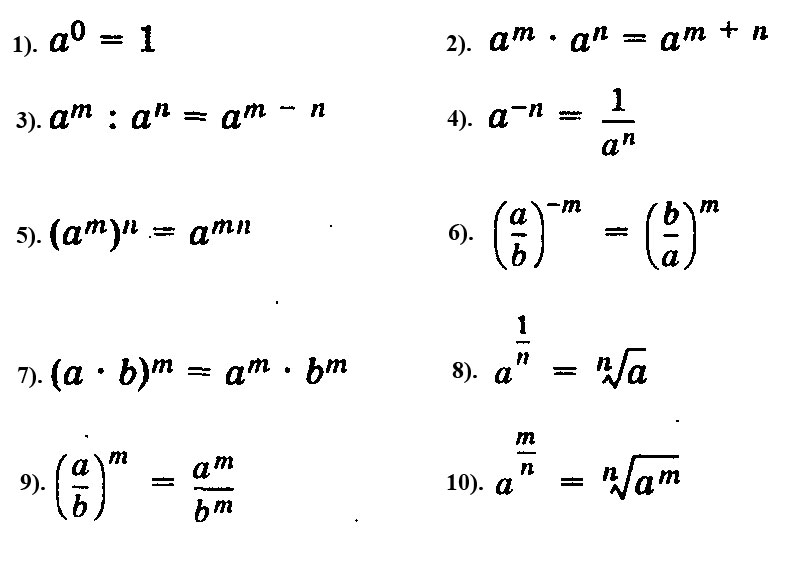 1). a⁰ = 1
2). aᵐ · aⁿ = aᵐ ⁺ ⁿ
3). aᵐ : aⁿ = aᵐ ⁻ ⁿ
4). a⁻ⁿ = 1/aⁿ
5). (aᵐ)ⁿ = aᵐⁿ
6). (a/b)⁻ᵐ = (b/a)ᵐ
7). (a · b)ᵐ = aᵐ · bᵐ
8). a^(1/n) = ⁿ√a
9). (a/b)ᵐ = aᵐ/bᵐ
10). a^(m/n) = ⁿ√aᵐ